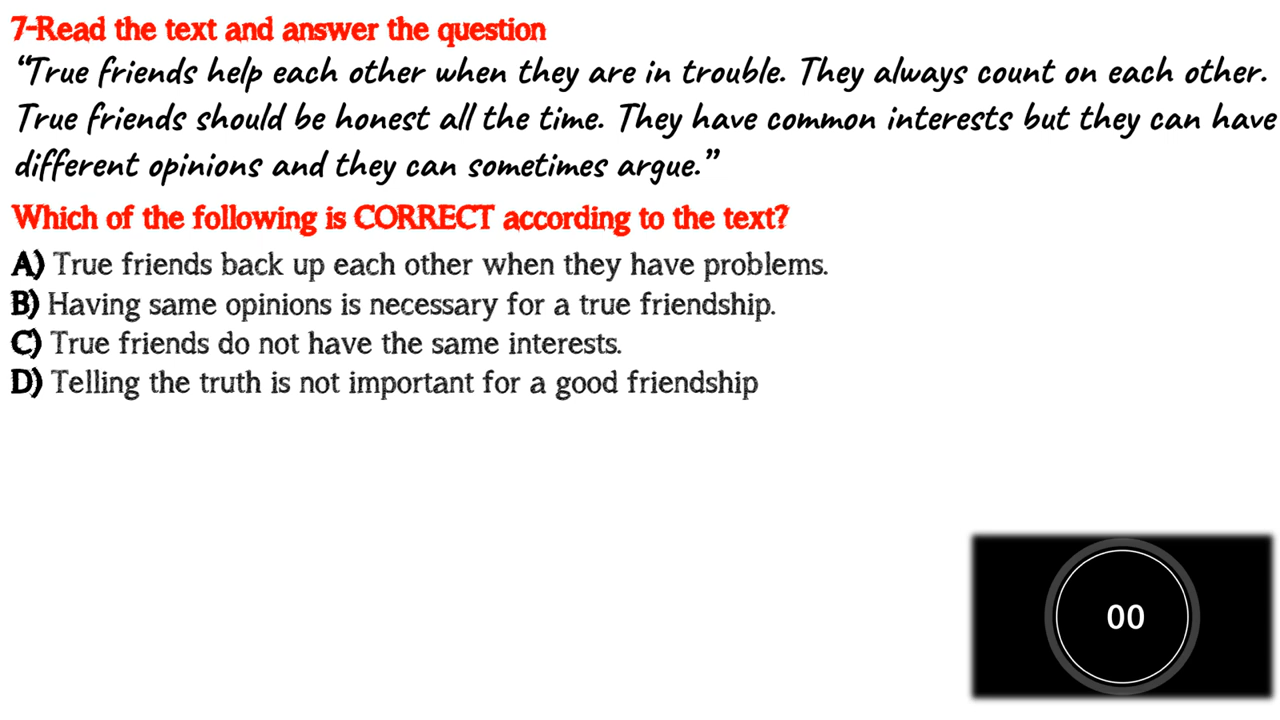 7-Read the text and answer the question
“True friends help each other when they are in trouble. They always count on each other.
True friends should be honest all the time. They have common interests but they can have
different opinions and they can sometimes argue.”
Which of the following is CORRECT according to the text?
A) True friends back up each other when they have problems.
B) Having same opinions is necessary for a true friendship.
C) True friends do not have the same interests.
D) Telling the truth is not important for a good friendship
00